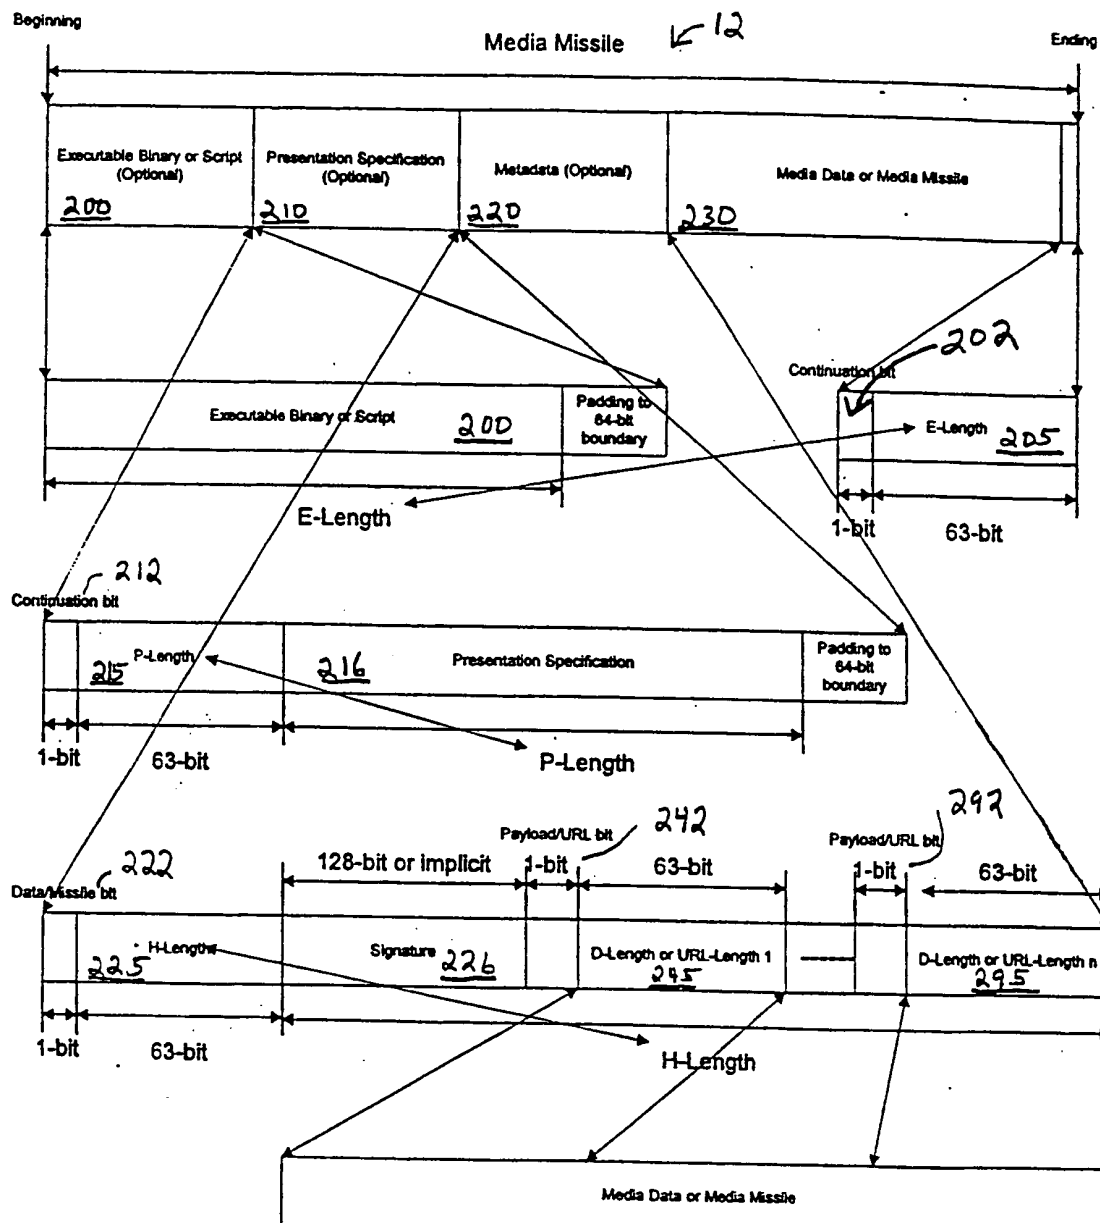 Beginning
Media Missile
12
Ending
Executable Binary or Script
(Optional)
200
Presentation Specification
(Optional)
210
Metadata (Optional)
220
Media Data or Media Missile
230
202
Continuation bit
Executable Binary or Script
200
Padding to
64-bit
boundary
E-Length 205
E-Length
1-bit
63-bit
212
Continuation bit
P-Length
215
216
Presentation Specification
Padding to
64-bit
boundary
1-bit
63-bit
P-Length
242
292
Payload/URL bit
Payload/URL bit
222
128-bit or implicit
1-bit
63-bit
1-bit
63-bit
Data/Missile bit
H-Length
225
Signature
226
D-Length or URL-Length 1
245
D-Length or URL-Length n
295
1-bit
63-bit
H-Length
Media Data or Media Missile